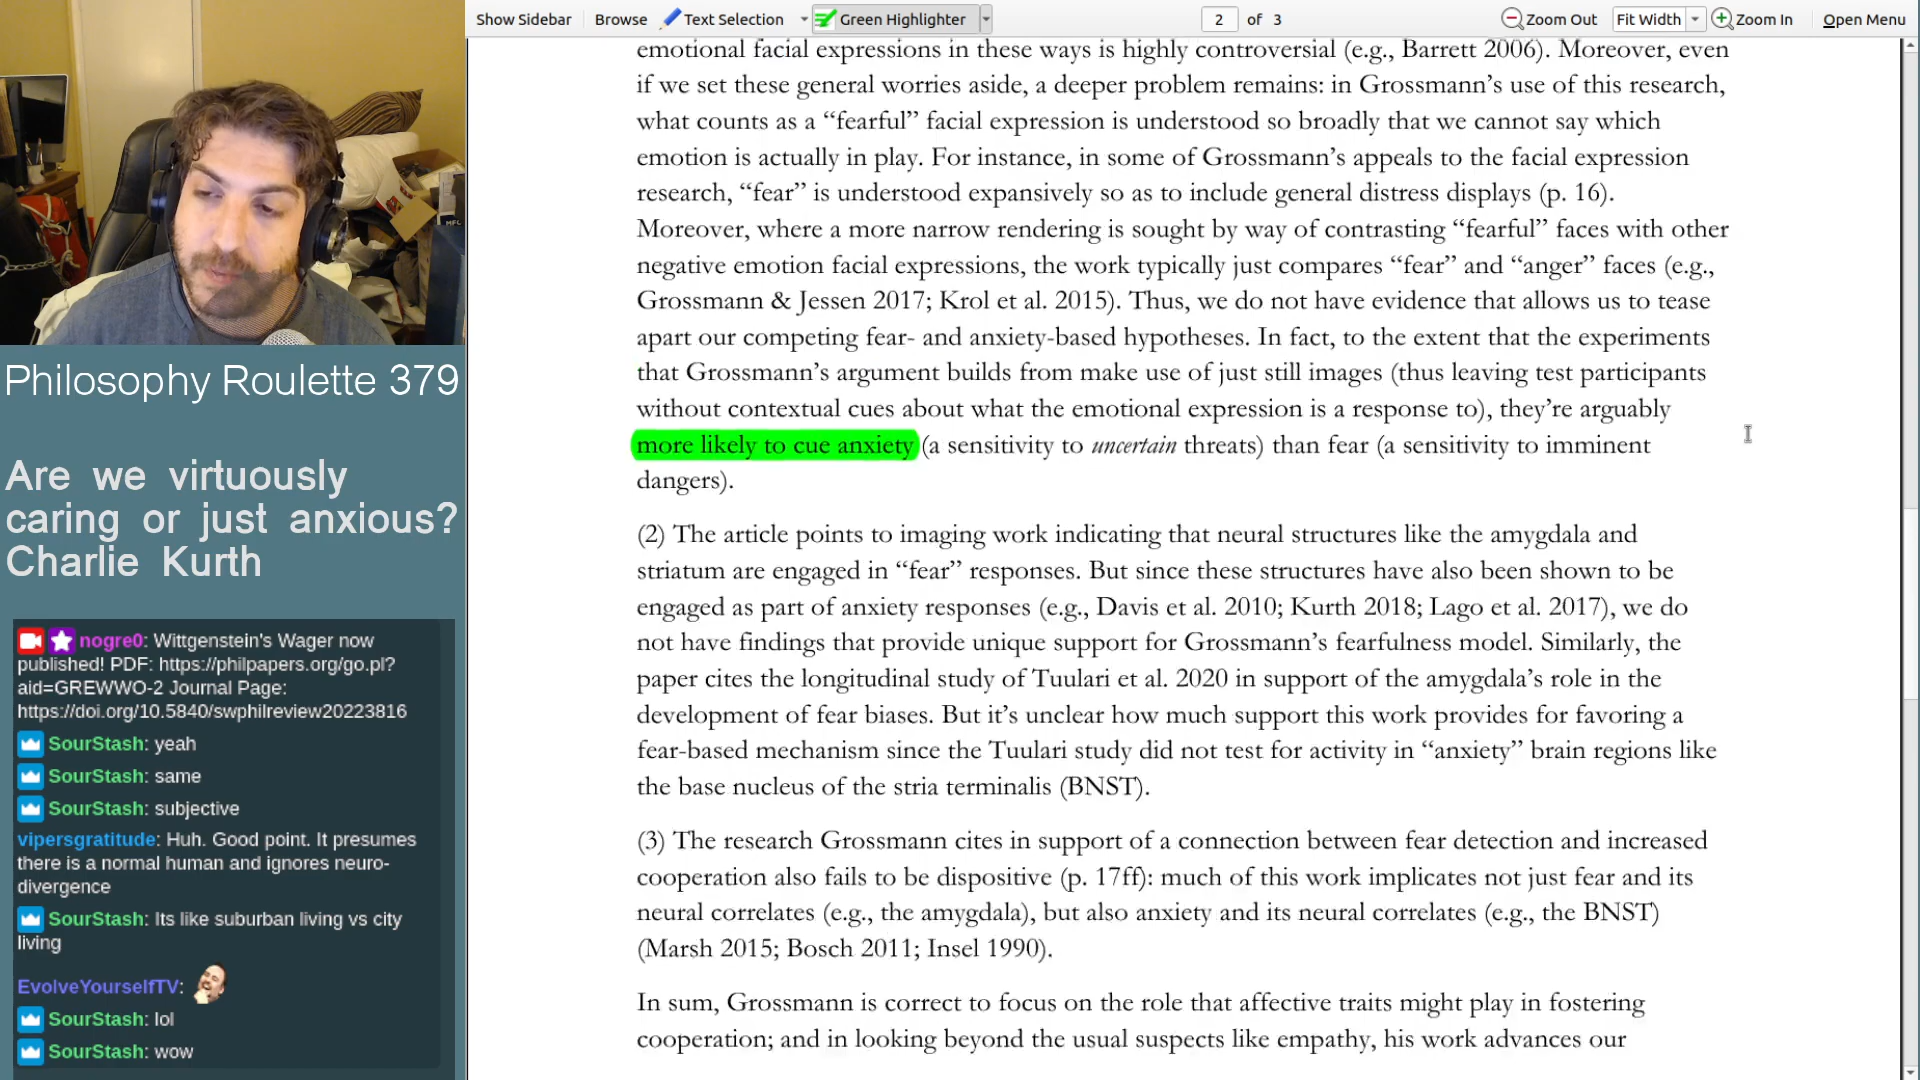 Show Sidebar Browse Text Selection Green Highlighter 2 of 3 Zoom Out Fit Width Zoom In Open Menu
emotional facial expressions in these ways is highly controversial (e.g., Barrett 2006). Moreover, even
if we set these general worries aside, a deeper problem remains: in Grossmann’s use of this research,
what counts as a “fearful” facial expression is understood so broadly that we cannot say which
emotion is actually in play. For instance, in some of Grossmann’s appeals to the facial expression
research, “fear” is understood expansively so as to include general distress displays (p. 16).
Moreover, where a more narrow rendering is sought by way of contrasting “fearful” faces with other
negative emotion facial expressions, the work typically just compares “fear” and “anger” faces (e.g.,
Grossmann & Jessen 2017; Krol et al. 2015). Thus, we do not have evidence that allows us to tease
apart our competing fear- and anxiety-based hypotheses. In fact, to the extent that the experiments
that Grossmann’s argument builds from make use of just still images (thus leaving test participants
without contextual cues about what the emotional expression is a response to), they’re arguably
more likely to cue anxiety (a sensitivity to uncertain threats) than fear (a sensitivity to imminent
dangers).
(2) The article points to imaging work indicating that neural structures like the amygdala and
striatum are engaged in “fear” responses. But since these structures have also been shown to be
engaged as part of anxiety responses (e.g., Davis et al. 2010; Kurth 2018; Lago et al. 2017), we do
not have findings that provide unique support for Grossmann’s fearfulness model. Similarly, the
paper cites the longitudinal study of Tuulari et al. 2020 in support of the amygdala’s role in the
development of fear biases. But it’s unclear how much support this work provides for favoring a
fear-based mechanism since the Tuulari study did not test for activity in “anxiety” brain regions like
the base nucleus of the stria terminalis (BNST).
(3) The research Grossmann cites in support of a connection between fear detection and increased
cooperation also fails to be dispositive (p. 17ff): much of this work implicates not just fear and its
neural correlates (e.g., the amygdala), but also anxiety and its neural correlates (e.g., the BNST)
(Marsh 2015; Bosch 2011; Insel 1990).
In sum, Grossmann is correct to focus on the role that affective traits might play in fostering
cooperation; and in looking beyond the usual suspects like empathy, his work advances our
Philosophy Roulette 379
Are we virtuously
caring or just anxious?
Charlie Kurth
nogre0: Wittgenstein's Wager now
published! PDF: https://philpapers.org/go.pl?
aid=GREWWO-2 Journal Page:
https://doi.org/10.5840/swphilreview20223816
SourStash: yeah
SourStash: same
SourStash: subjective
vipersgratitude: Huh. Good point. It presumes
there is a normal human and ignores neuro-
divergence
SourStash: Its like suburban living vs city
living
EvolveYourselfTV:
SourStash: lol
SourStash: wow